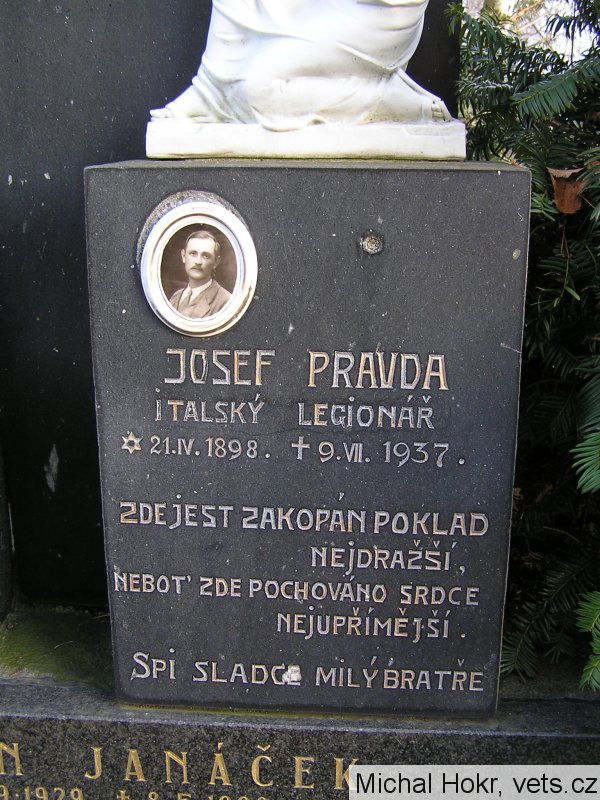 JOSEF PRAVDA
ITALSKÝ LEGIONÁŘ
21.IV.1898. 9.VII.1937.
ZDE JEST ZAKOPÁN POKLAD
NEJDRAŽŠÍ,
NEBOŤ ZDE POCHOVÁNO SRDCE
NEJUPŘÍMĚJŠÍ.
SPI SLADCE MILÝ BRATŘE
JANÁČEK
Michal Hokr, vets.cz